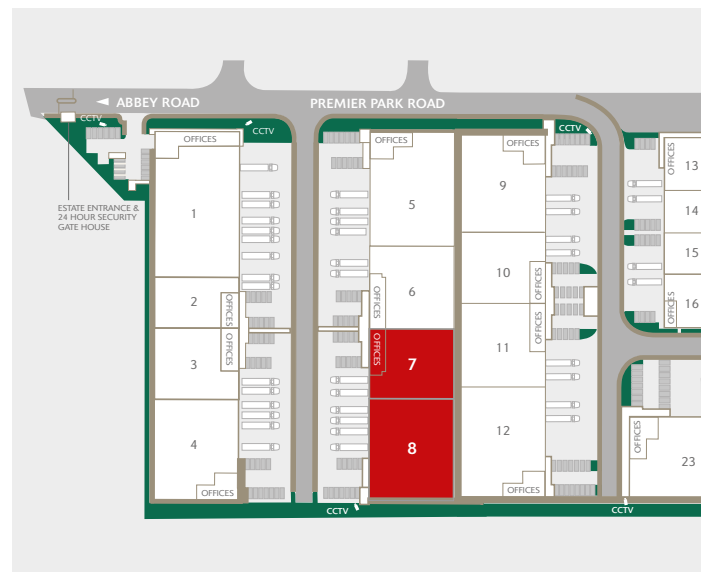 ABBEY ROAD
PREMIER PARK ROAD
CCTV
CCTV
CCTV
ESTATE ENTRANCE &
24 HOUR SECURITY
GATE HOUSE
OFFICES
1
2
OFFICES
3
OFFICES
4
OFFICES
OFFICES
5
6
OFFICES
7
OFFICES
8
OFFICES
9
10
OFFICES
11
OFFICES
12
OFFICES
OFFICES
13
14
15
16
OFFICES
OFFICES
23
CCTV
CCTV